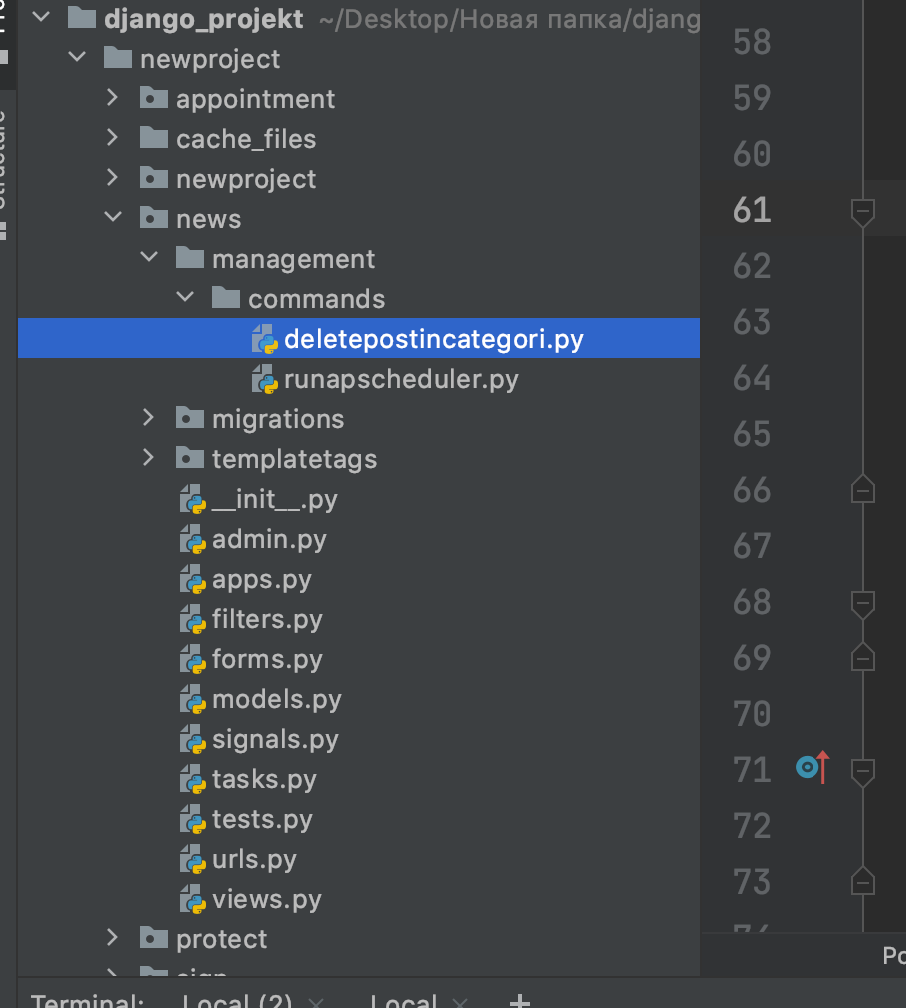 django_projekt ~/Desktop/Новая папка/djang
newproject
appointment
cache_files
newproject
news
management
commands
deletepostincategori.py
runapscheduler.py
migrations
templatetags
__init__.py
admin.py
apps.py
filters.py
forms.py
models.py
signals.py
tasks.py
tests.py
urls.py
views.py
protect
sign
58
59
60
61
62
63
64
65
66
67
68
69
70
71
72
73
74
Structure
Po
Terminal: Local (2) × Local × +